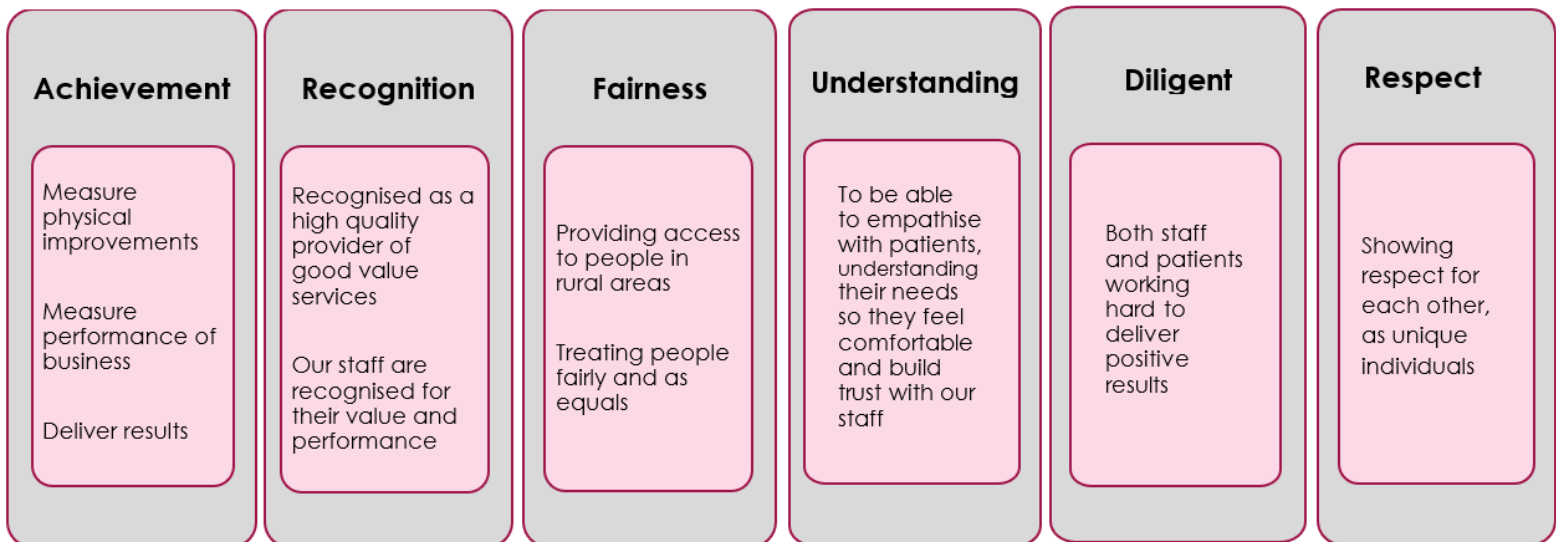 Achievement
Measure
physical
improvements
Measure
performance of
business
Deliver results
Recognition
Recognised as a
high quality
provider of
good value
services
Our staff are
recognised for
their value and
performance
Fairness
Providing access
to people in
rural areas
Treating people
fairly and as
equals
Understanding
To be able
to empathise
with patients,
understanding
their needs
so they feel
comfortable
and build
trust with our
staff
Diligent
Both staff
and patients
working
hard to
deliver
positive
results
Respect
Showing
respect for
each other,
as unique
individuals